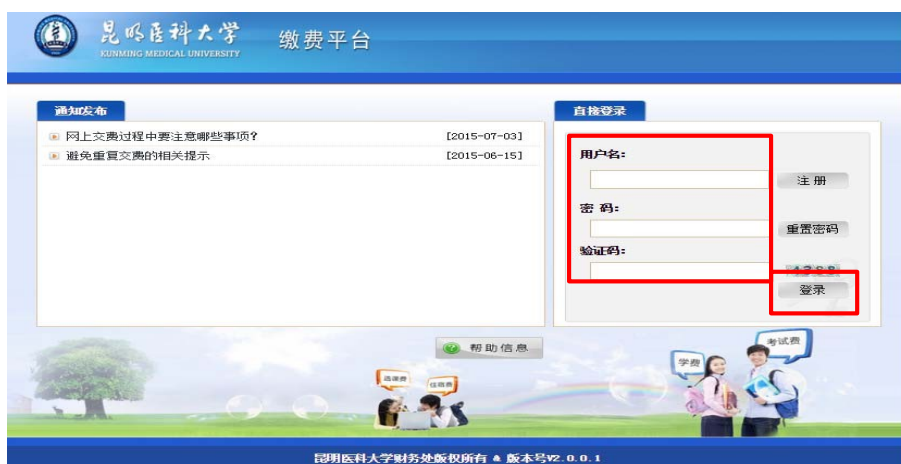 昆明医科大学
KUNMING MEDICAL UNIVERSITY
缴费平台
通知发布
网上交费过程中要注意哪些事项? [2015-07-03]
避免重复交费的相关提示 [2015-06-15]
直接登录
用户名:
注 册
密 码:
重置密码
验证码:
登录
帮助信息
学费
考试费
住宿费
昆明医科大学财务处版权所有 & 版本号V2.0.0.1